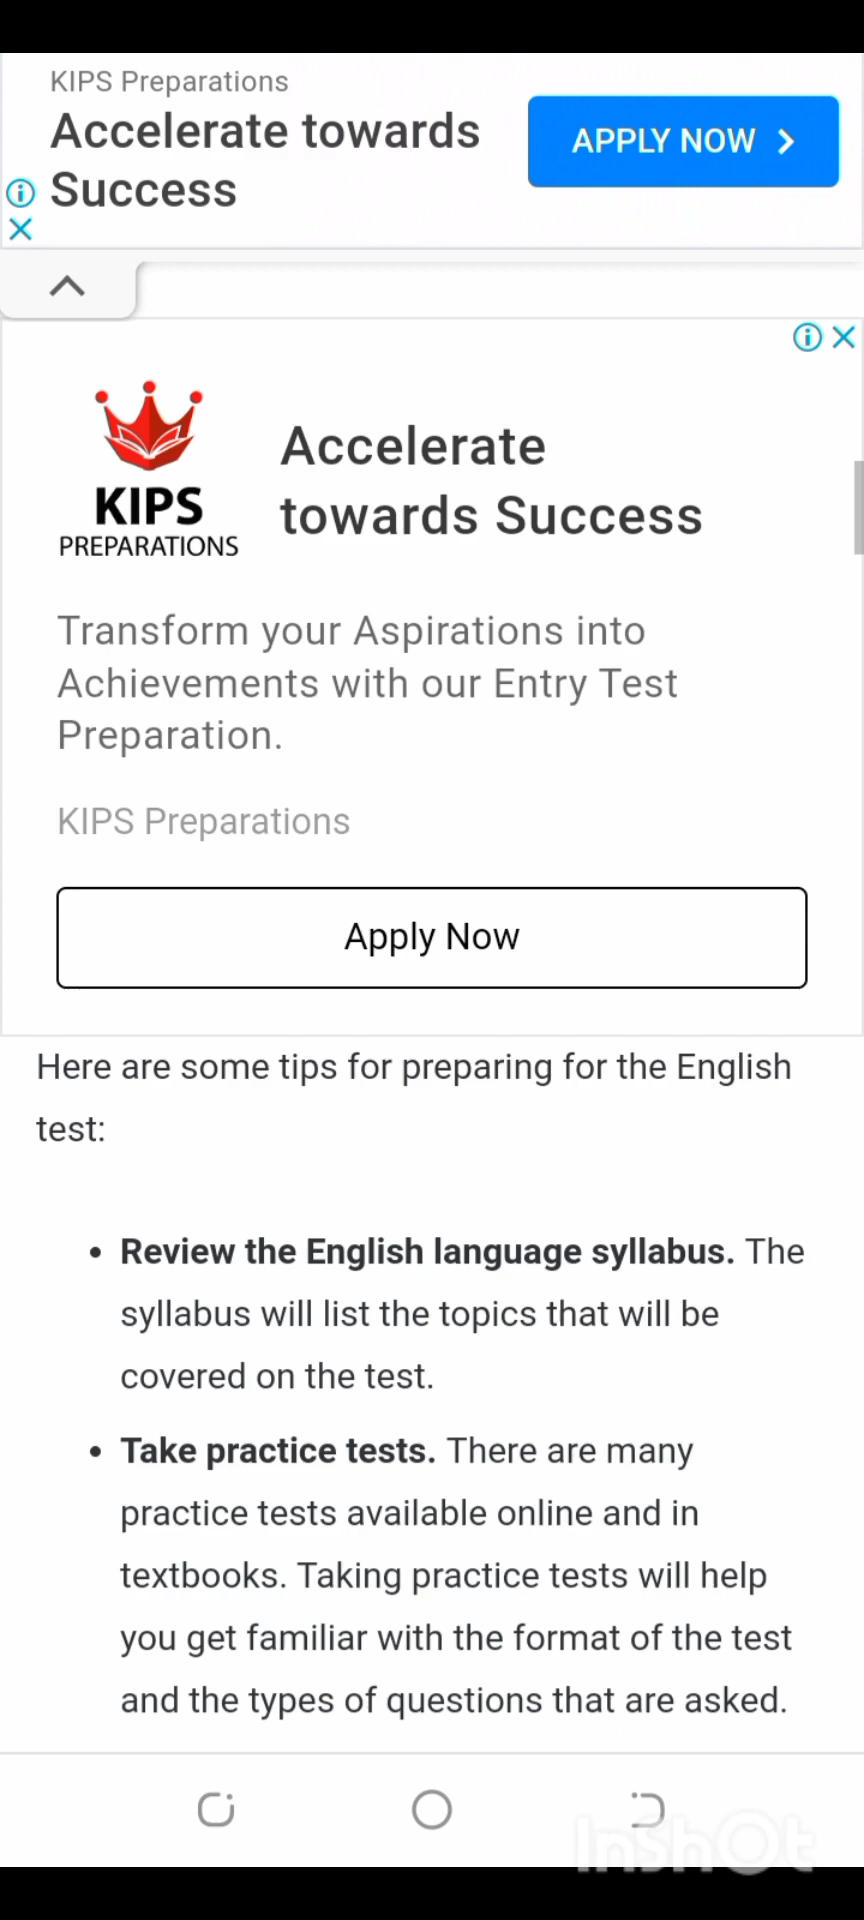 KIPS Preparations
Accelerate towards
Success
APPLY NOW
KIPS
PREPARATIONS
Accelerate
towards Success
Transform your Aspirations into
Achievements with our Entry Test
Preparation.
KIPS Preparations
Apply Now
Here are some tips for preparing for the English
test:
• Review the English language syllabus. The
syllabus will list the topics that will be
covered on the test.
• Take practice tests. There are many
practice tests available online and in
textbooks. Taking practice tests will help
you get familiar with the format of the test
and the types of questions that are asked.
InShOt